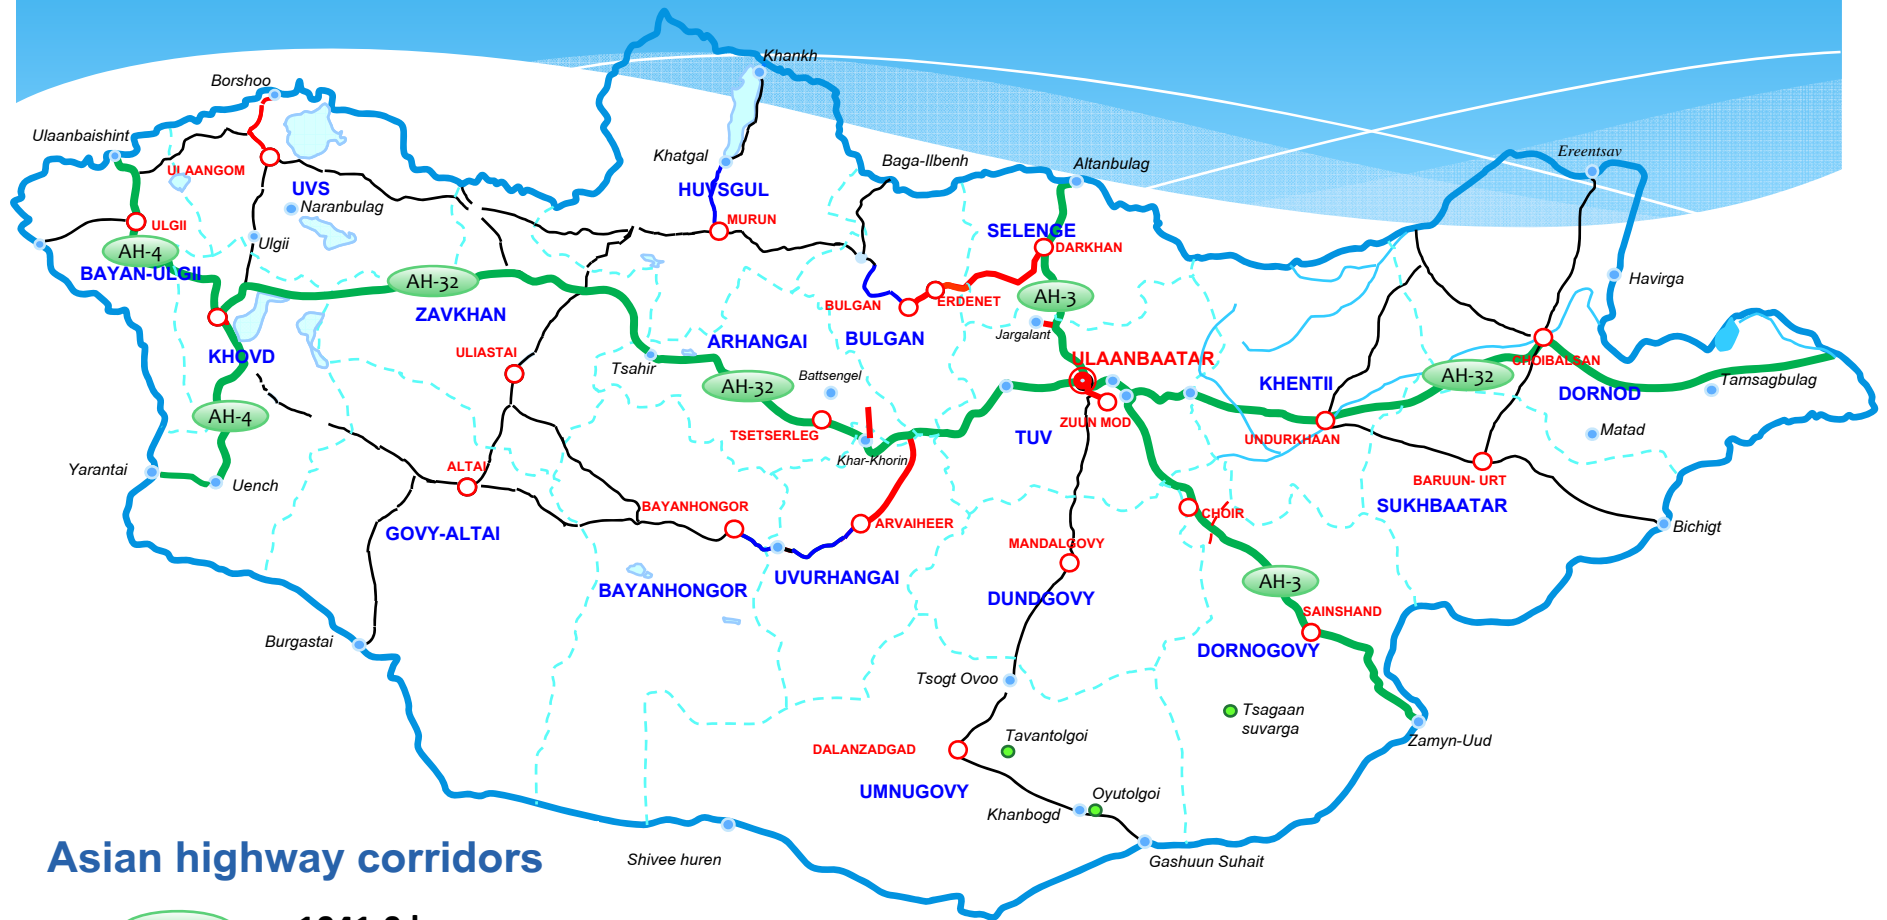 Khankh
Borshoo
Ulaanbaishint
Khatgal
Baga-Ilbenh
Altanbulag
Ereentsav
ULAANGOM
UVS
Naranbulag
HUVSGUL
MURUN
ULGII
Ulgii
SELENGE
DARKHAN
AH-4
BAYAN-ULGII
AH-32
ZAVKHAN
BULGAN
ERDENET
AH-3
Havirga
Jargalant
ARHANGAI
BULGAN
KHOVD
ULIASTAI
Tsahir
ULAANBAATAR
CHOIBALSAN
AH-32
Battsengel
KHENTII
AH-32
DORNOD
Tamsagbulag
AH-4
TSETSERLEG
Khar-Khorin
TUV
ZUUN MOD
UNDURKHAAN
Matad
Yarantai
Uench
ALTAI
BARUUN- URT
SUKHBAATAR
BAYANHONGOR
ARVAIHEER
CHOIR
Bichigt
GOVY-ALTAI
MANDALGOVY
BAYANHONGOR
UVURHANGAI
DUNDGOVY
AH-3
SAINSHAND
Burgastai
DORNOGOVY
Tsogt Ovoo
Tsagaan
suvarga
Tavantolgoi
DALANZADGAD
Zamyn-Uud
UMNUGOVY
Oyutolgoi
Khanbogd
Shivee huren
Gashuun Suhait
Asian highway corridors